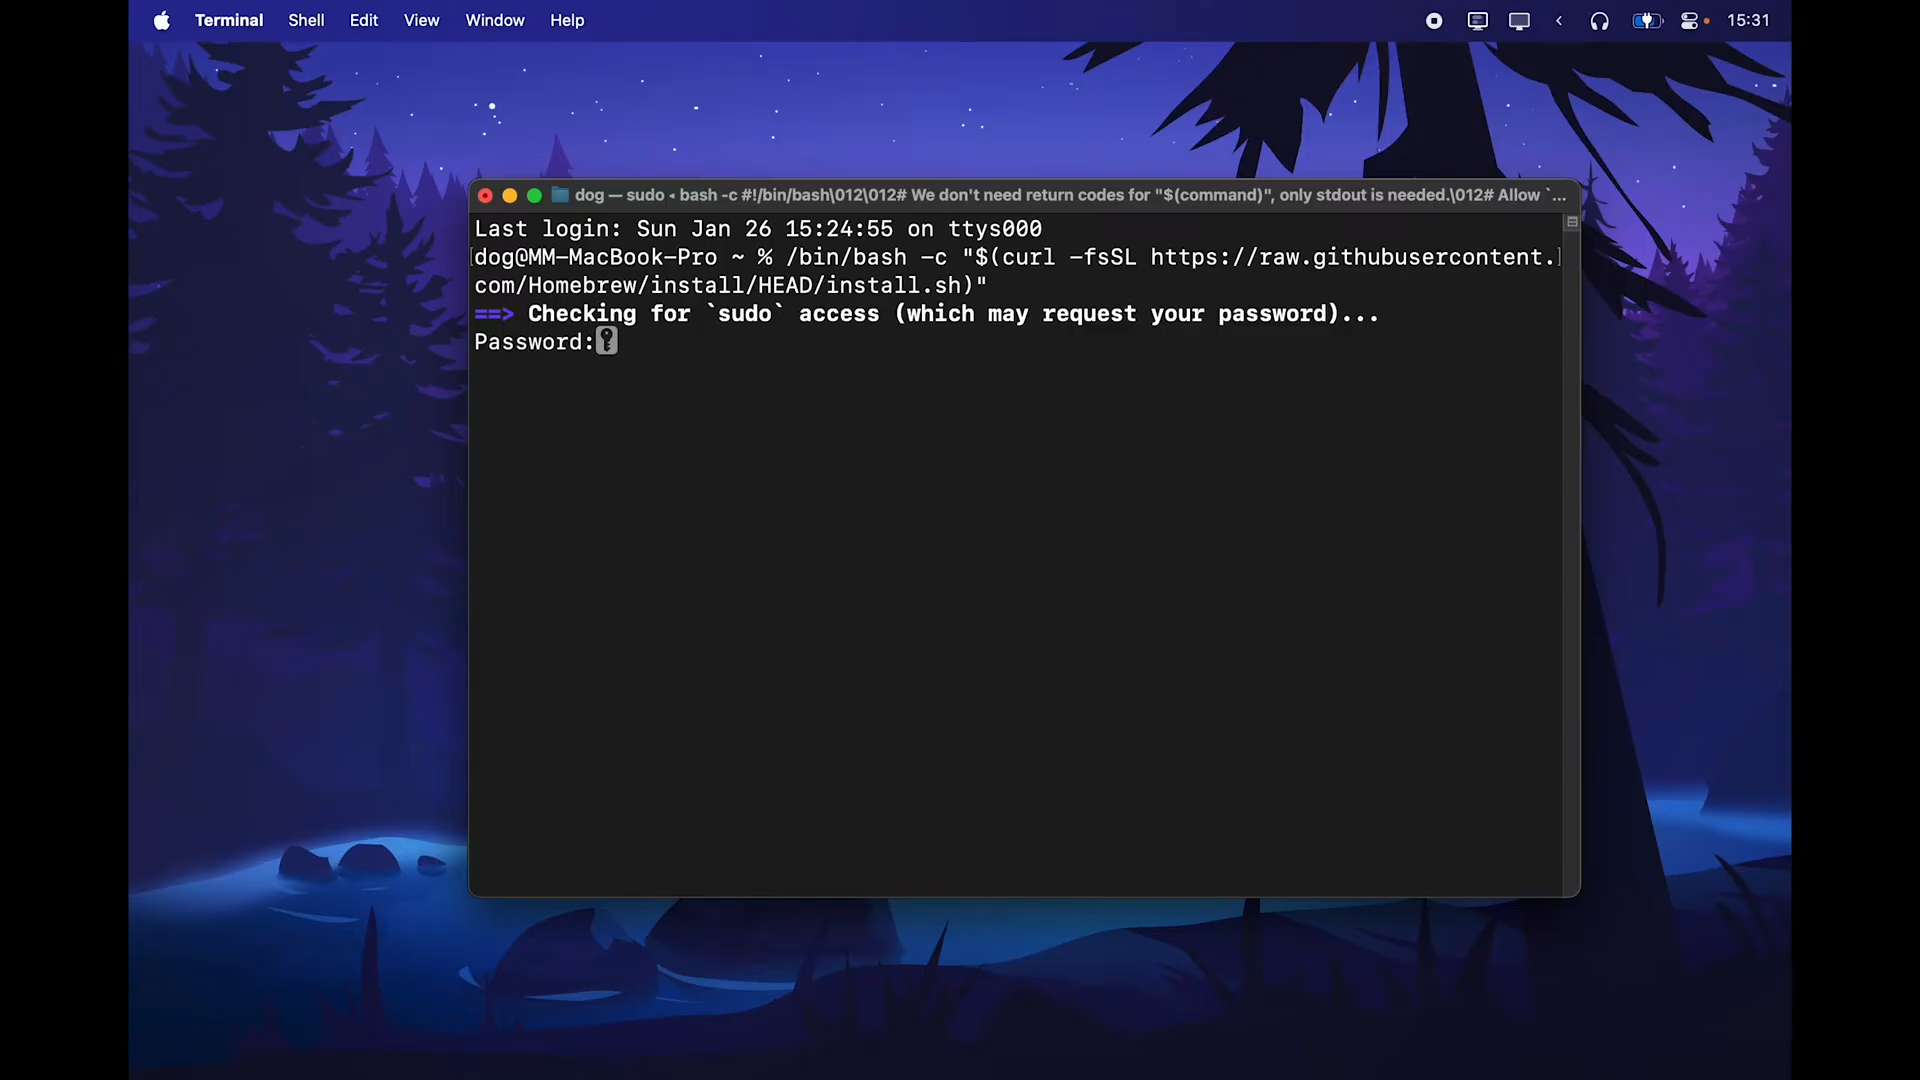 Terminal Shell Edit View Window Help 15:31
dog — sudo ◂ bash -c #!/bin/bash\012\012# We don't need return codes for "$(command)", only stdout is needed.\012# Allow `...
Last login: Sun Jan 26 15:24:55 on ttys000
[dog@MM-MacBook-Pro ~ % /bin/bash -c "$(curl -fsSL https://raw.githubusercontent.]
com/Homebrew/install/HEAD/install.sh)"
==> Checking for `sudo` access (which may request your password)...
Password: